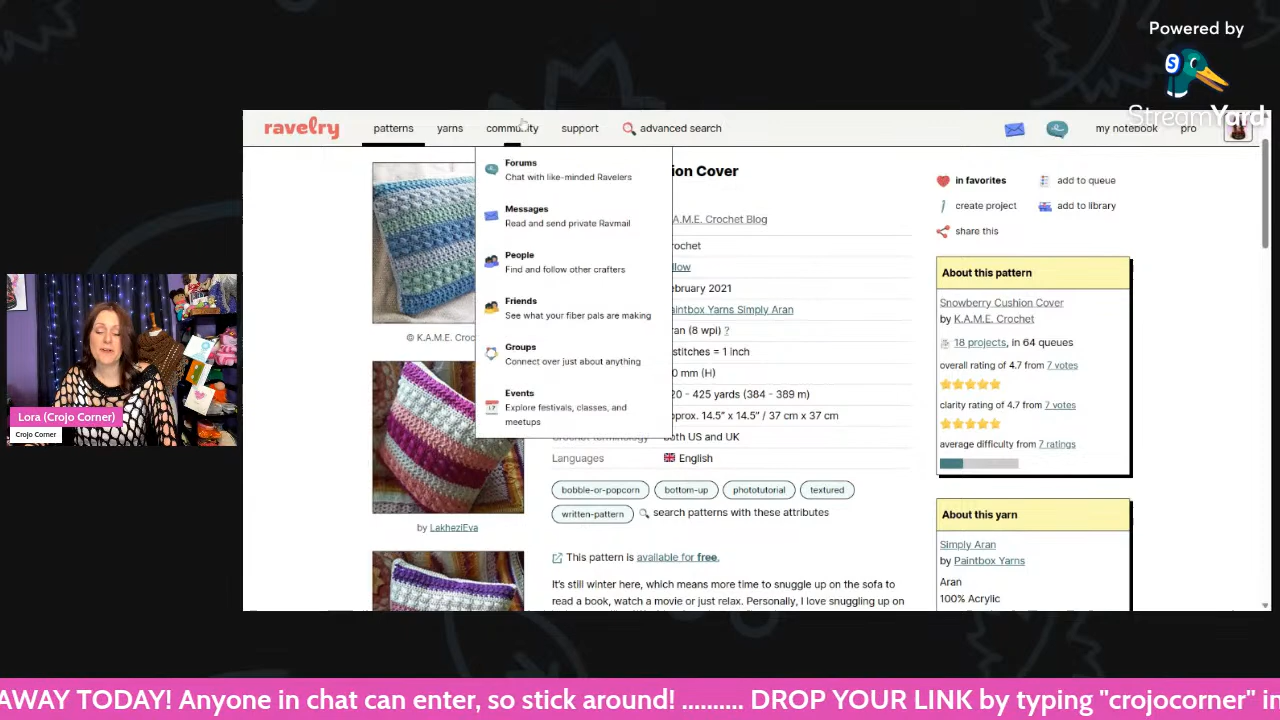 Powered by
StreamYard
ravelry
patterns
yarns
community
support
advanced search
my notebook
pro
Forums
Chat with like-minded Ravelers
Messages
Read and send private Ravmail
People
Find and follow other crafters
Friends
See what your fiber pals are making
Groups
Connect over just about anything
Events
Explore festivals, classes, and
meetups
ion Cover
K.A.M.E. Crochet Blog
rochet
llow
ebruary 2021
aintbox Yarns Simply Aran
ran (8 wpi) ?
stitches = 1 inch
0 mm (H)
20 - 425 yards (384 - 389 m)
pprox. 14.5" x 14.5" / 37 cm x 37 cm
both US and UK
Languages
English
bobble-or-popcorn
bottom-up
phototutorial
textured
written-pattern
search patterns with these attributes
This pattern is available for free.
It's still winter here, which means more time to snuggle up on the sofa to
read a book, watch a movie or just relax. Personally, I love snuggling up on
© K.A.M.E. Croc
by LakheziEva
in favorites
add to queue
create project
add to library
share this
About this pattern
Snowberry Cushion Cover
by K.A.M.E. Crochet
18 projects, in 64 queues
overall rating of 4.7 from 7 votes
clarity rating of 4.7 from 7 votes
average difficulty from 7 ratings
About this yarn
Simply Aran
by Paintbox Yarns
Aran
100% Acrylic
Lora (Crojo Corner)
Crojo Corner
AWAY TODAY! Anyone in chat can enter, so stick around! .......... DROP YOUR LINK by typing "crojocorner" in